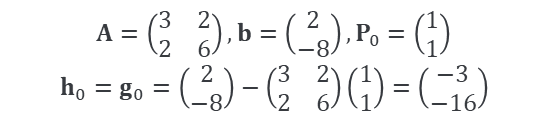 A = (3 2
2 6), b = (2
−8), P₀ = (1
1)
h₀ = g₀ = (2
−8) − (3 2
2 6)(1
1) = (−3
−16)